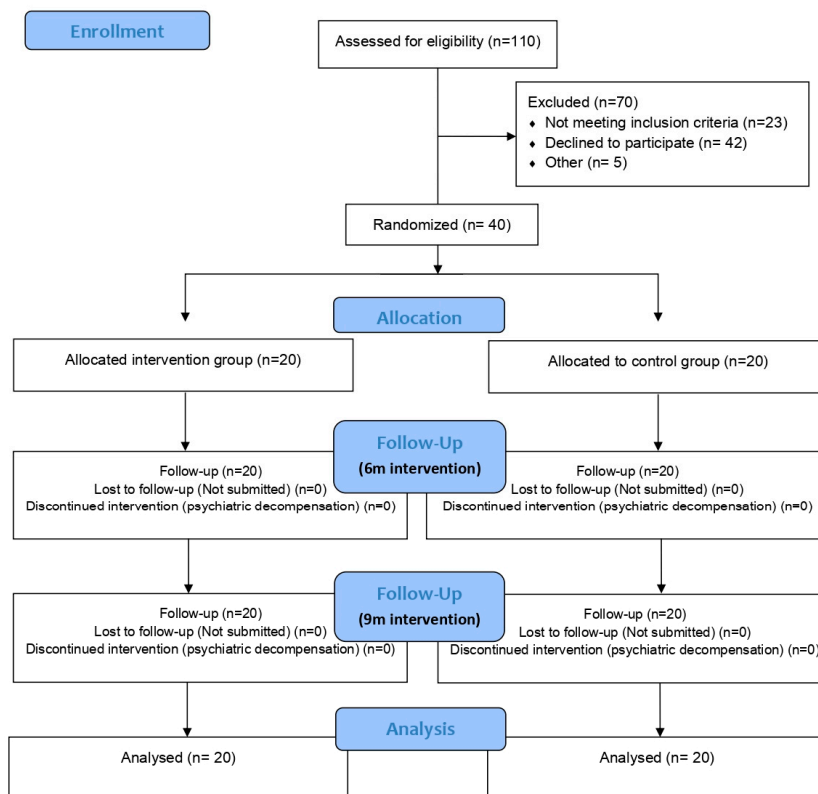 Enrollment
Assessed for eligibility (n=110)
Excluded (n=70)
♦ Not meeting inclusion criteria (n=23)
♦ Declined to participate (n= 42)
♦ Other (n= 5)
Randomized (n= 40)
Allocation
Allocated intervention group (n=20)
Allocated to control group (n=20)
Follow-Up
(6m intervention)
Follow-up (n=20)
Lost to follow-up (Not submitted) (n=0)
Discontinued intervention (psychiatric decompensation) (n=0)
Follow-up (n=20)
Lost to follow-up (Not submitted) (n=0)
Discontinued intervention (psychiatric decompensation) (n=0)
Follow-Up
(9m intervention)
Follow-up (n=20)
Lost to follow-up (Not submitted) (n=0)
Discontinued intervention (psychiatric decompensation) (n=0)
Follow-up (n=20)
Lost to follow-up (Not submitted) (n=0)
Discontinued intervention (psychiatric decompensation) (n=0)
Analysis
Analysed (n= 20)
Analysed (n= 20)